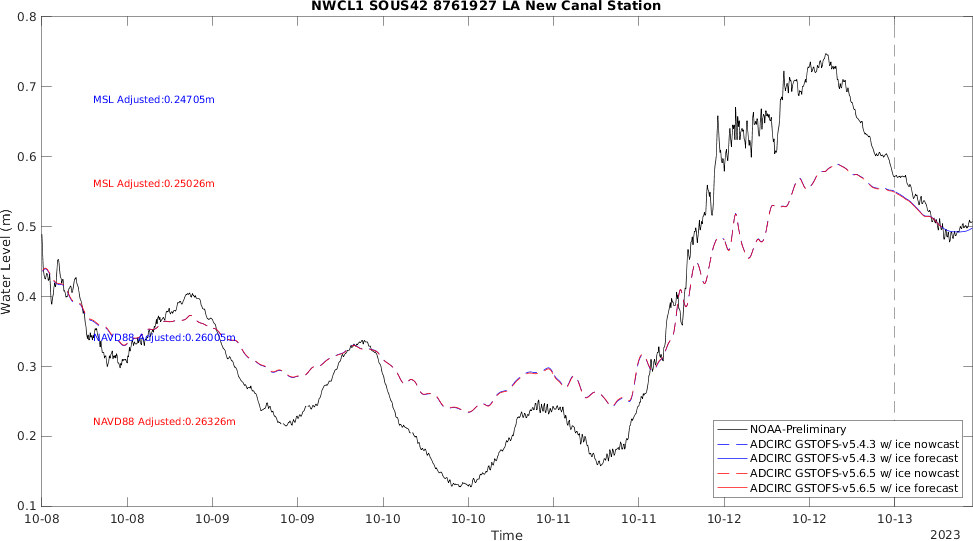 NWCL1 SOUS42 8761927 LA New Canal Station
0.8
0.7
0.6
0.5
0.4
0.3
0.2
0.1
Water Level (m)
MSL Adjusted:0.24705m
MSL Adjusted:0.25026m
NAVD88 Adjusted:0.26005m
NAVD88 Adjusted:0.26326m
NOAA-Preliminary
ADCIRC GSTOFS-v5.4.3 w/ ice nowcast
ADCIRC GSTOFS-v5.4.3 w/ ice forecast
ADCIRC GSTOFS-v5.6.5 w/ ice nowcast
ADCIRC GSTOFS-v5.6.5 w/ ice forecast
10-08 10-08 10-09 10-09 10-10 10-10 10-11 10-11 10-12 10-12 10-13
Time
2023